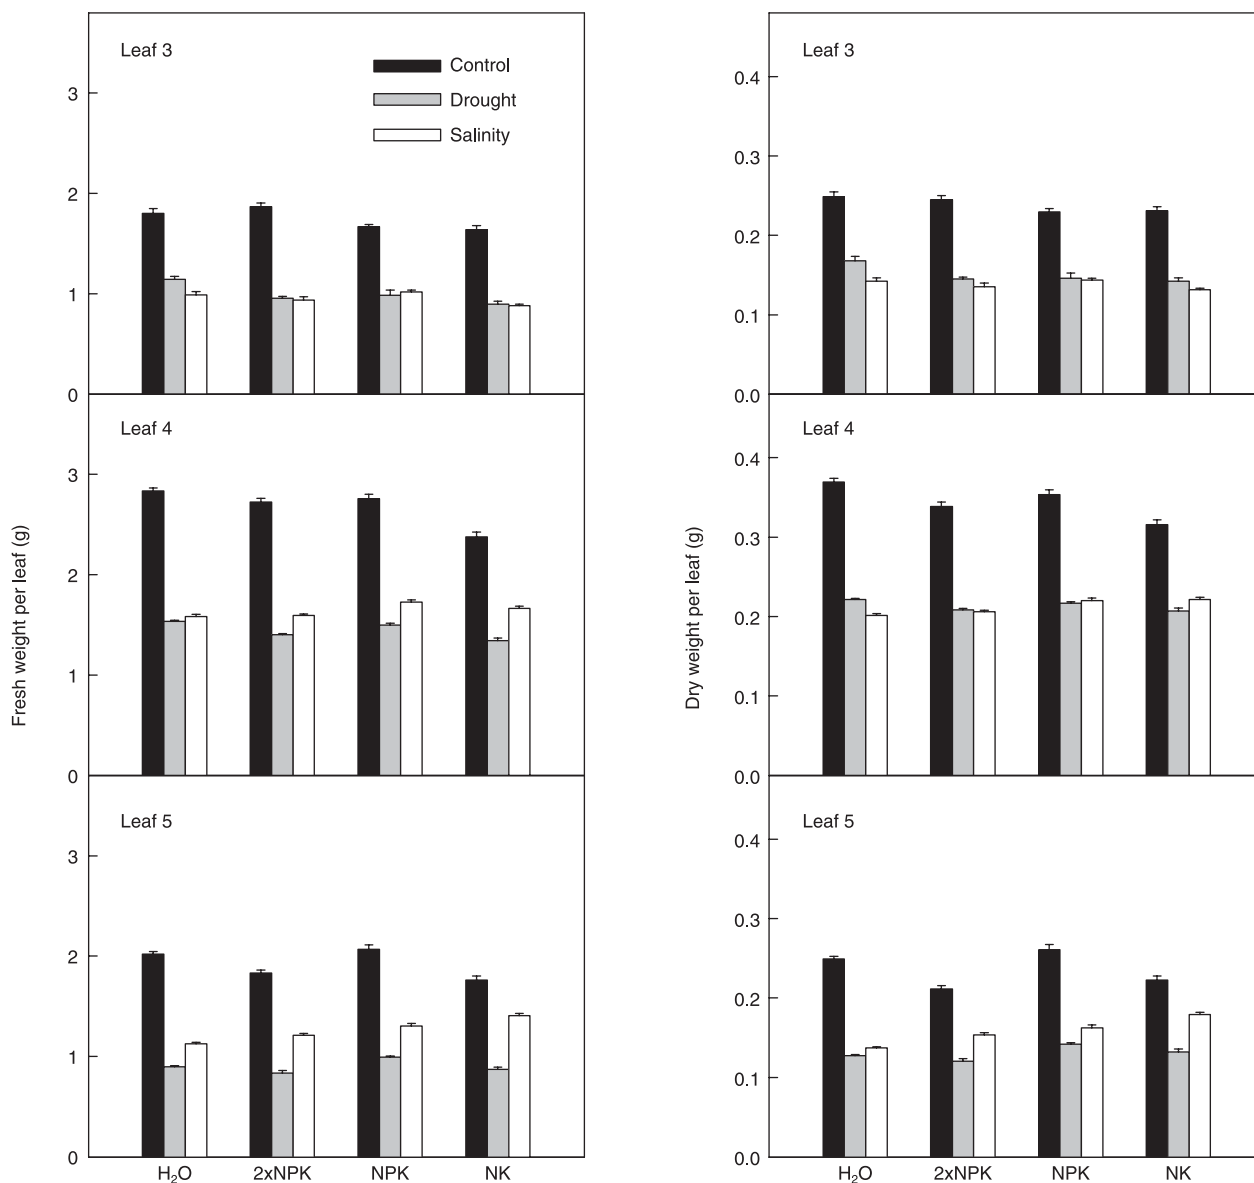 Leaf 3
Control
Drought
Salinity
3
2
1
0
Leaf 4
3
2
1
0
Leaf 5
3
2
1
0
Fresh weight per leaf (g)
H₂O 2xNPK NPK NK
Leaf 3
0.4
0.3
0.2
0.1
0.0
Leaf 4
0.4
0.3
0.2
0.1
0.0
Leaf 5
0.4
0.3
0.2
0.1
0.0
Dry weight per leaf (g)
H₂O 2xNPK NPK NK